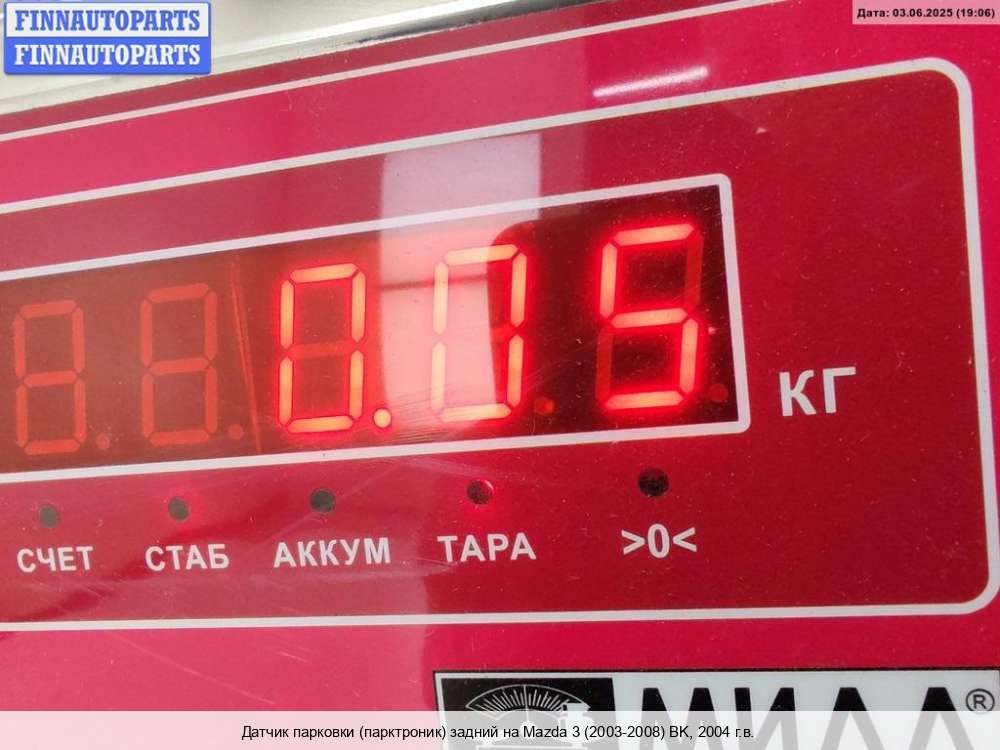 FINNAUTOPARTS
FINNAUTOPARTS
Дата: 03.06.2025 (19:06)
0.05
КГ
СЧЕТ СТАБ АККУМ ТАРА >0<
®
Датчик парковки (парктроник) задний на Mazda 3 (2003-2008) BK, 2004 г.в.